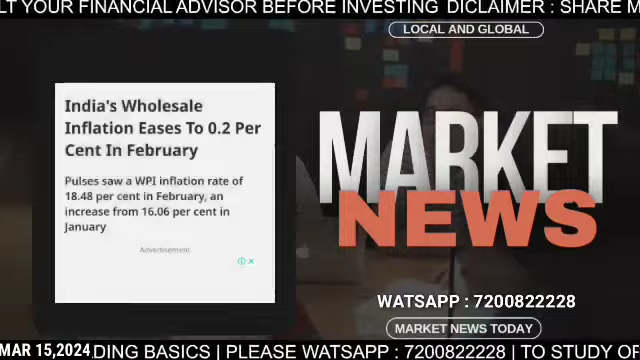 LT YOUR FINANCIAL ADVISOR BEFORE INVESTING DICLAIMER : SHARE M
LOCAL AND GLOBAL
India's Wholesale
Inflation Eases To 0.2 Per
Cent In February
Pulses saw a WPI inflation rate of
18.48 per cent in February, an
increase from 16.06 per cent in
January
Advertisement
MARKET
NEWS
WATSAPP : 7200822228
MARKET NEWS TODAY
MAR 15,2024 DING BASICS | PLEASE WATSAPP : 7200822228 | TO STUDY OF